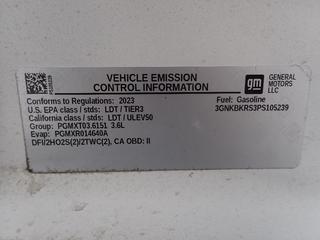 VEHICLE EMISSION
CONTROL INFORMATION
gm
GENERAL
MOTORS
LLC
Conforms to Regulations: 2023
Fuel: Gasoline
U.S. EPA class / stds: LDT / TIER3
3GNKBKRS3PS105239
California class / stds: LDT / ULEV50
Group: PGMXT03.6151 3.6L
Evap: PGMXR014640A
DFI/2HO2S(2)/2TWC(2), CA OBD: II